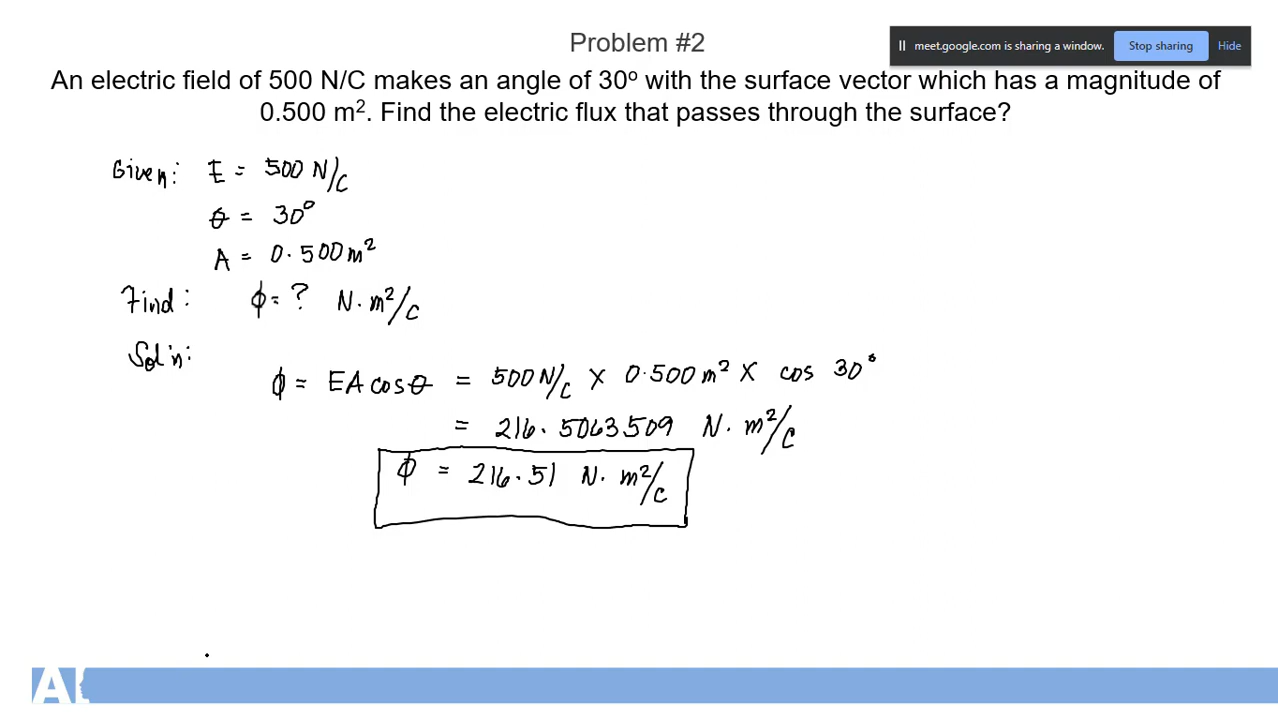 Problem #2
meet.google.com is sharing a window. Stop sharing Hide
An electric field of 500 N/C makes an angle of 30º with the surface vector which has a magnitude of
0.500 m². Find the electric flux that passes through the surface?
Given: E = 500 N/C
θ = 30°
A = 0.500 m²
Find: ϕ = ? N. m²/C
Sol'n:
ϕ = EA cosθ = 500 N/C x 0.500 m² x cos 30°
= 216.5063509 N. m²/C
ϕ = 216.51 N. m²/C
A